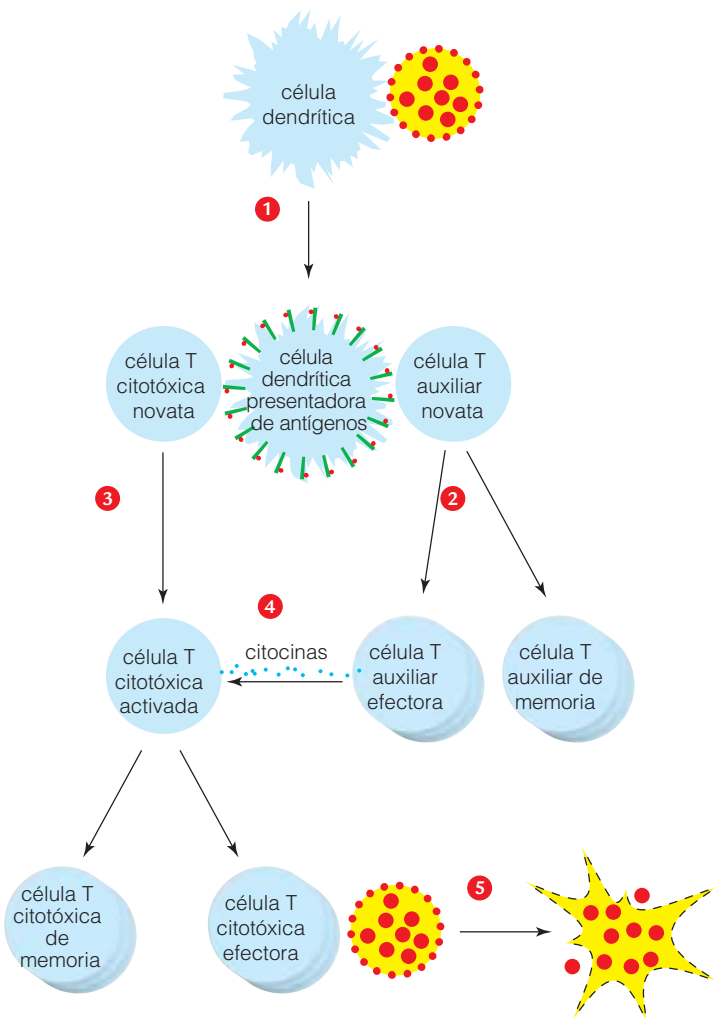 célula
dendrítica
1
célula T
citotóxica
novata
célula
dendrítica
presentadora
de antígenos
célula T
auxiliar
novata
3
2
4
célula T
citotóxica
activada
citocinas
célula T
auxiliar
efectora
célula T
auxiliar de
memoria
célula T
citotóxica
de
memoria
célula T
citotóxica
efectora
5